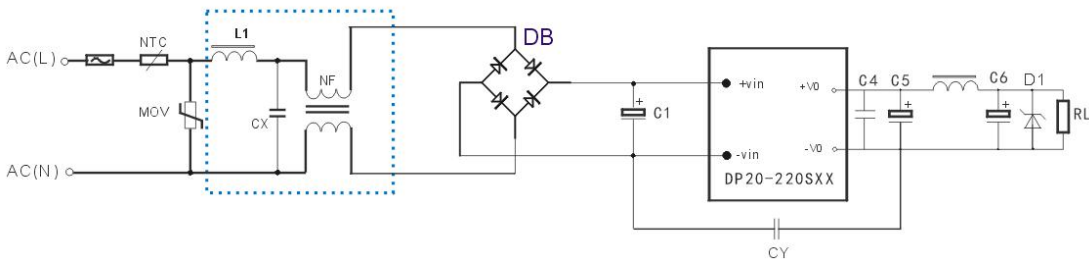 AC(L)
NTC
L1
NF
MOV
CX
AC(N)
DB
+
C1
+vin
-vin
+V0
-V0
DP20-220SXX
C4
C5
+
C6
+
D1
RL
CY